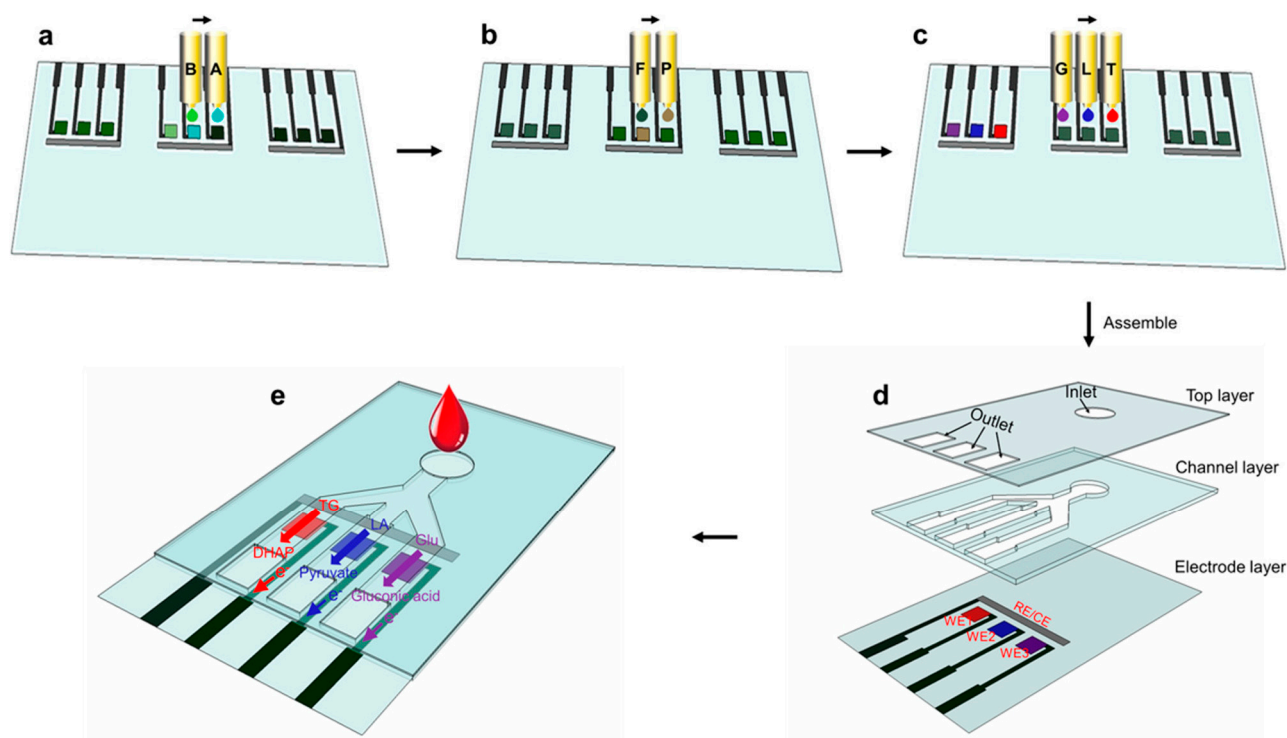 a
B A
b
F P
c
G L T
Assemble
d
Inlet
Top layer
Outlet
Channel layer
Electrode layer
RE/CE
WE1
WE2
WE3
e
TG
LA
Glu
DHAP
Pyruvate
Gluconic acid
e-
e-
e-